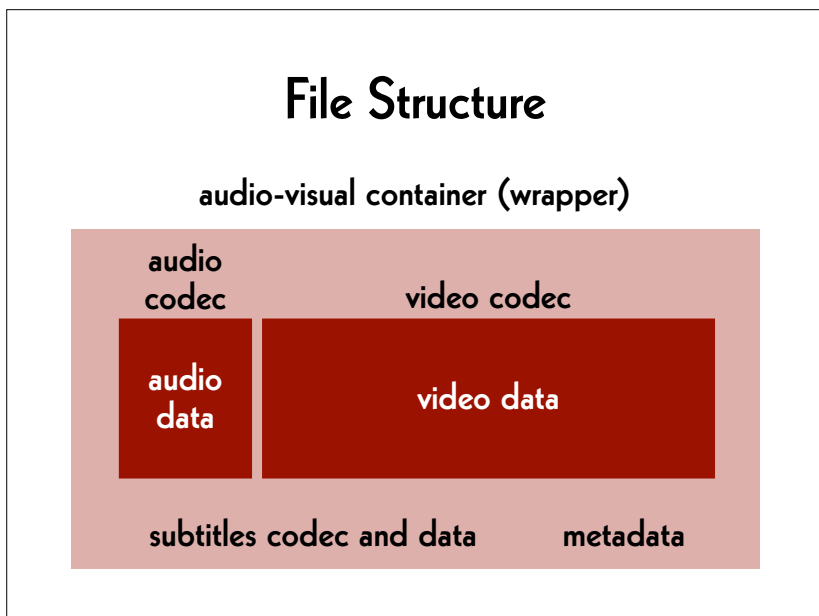 File Structure
audio-visual container (wrapper)
audio
codec
video codec
audio
data
video data
subtitles codec and data
metadata